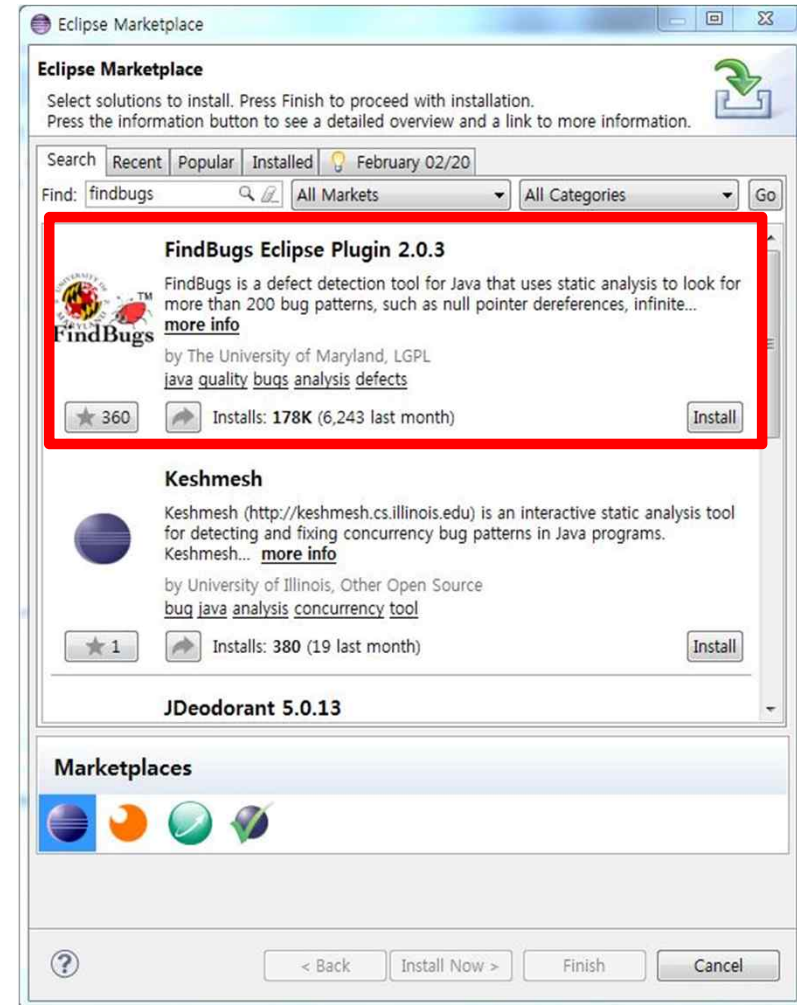 Eclipse Marketplace
Eclipse Marketplace
Select solutions to install. Press Finish to proceed with installation.
Press the information button to see a detailed overview and a link to more information.
Search Recent Popular Installed February 02/20
Find: findbugs All Markets All Categories Go
FindBugs Eclipse Plugin 2.0.3
FindBugs is a defect detection tool for Java that uses static analysis to look for
more than 200 bug patterns, such as null pointer dereferences, infinite...
more info
TM
FindBugs
by The University of Maryland, LGPL
java quality bugs analysis defects
360 Installs: 178K (6,243 last month) Install
Keshmesh
Keshmesh (http://keshmesh.cs.illinois.edu) is an interactive static analysis tool
for detecting and fixing concurrency bug patterns in Java programs.
Keshmesh... more info
by University of Illinois, Other Open Source
bug java analysis concurrency tool
1 Installs: 380 (19 last month) Install
JDeodorant 5.0.13
Marketplaces
? < Back Install Now > Finish Cancel